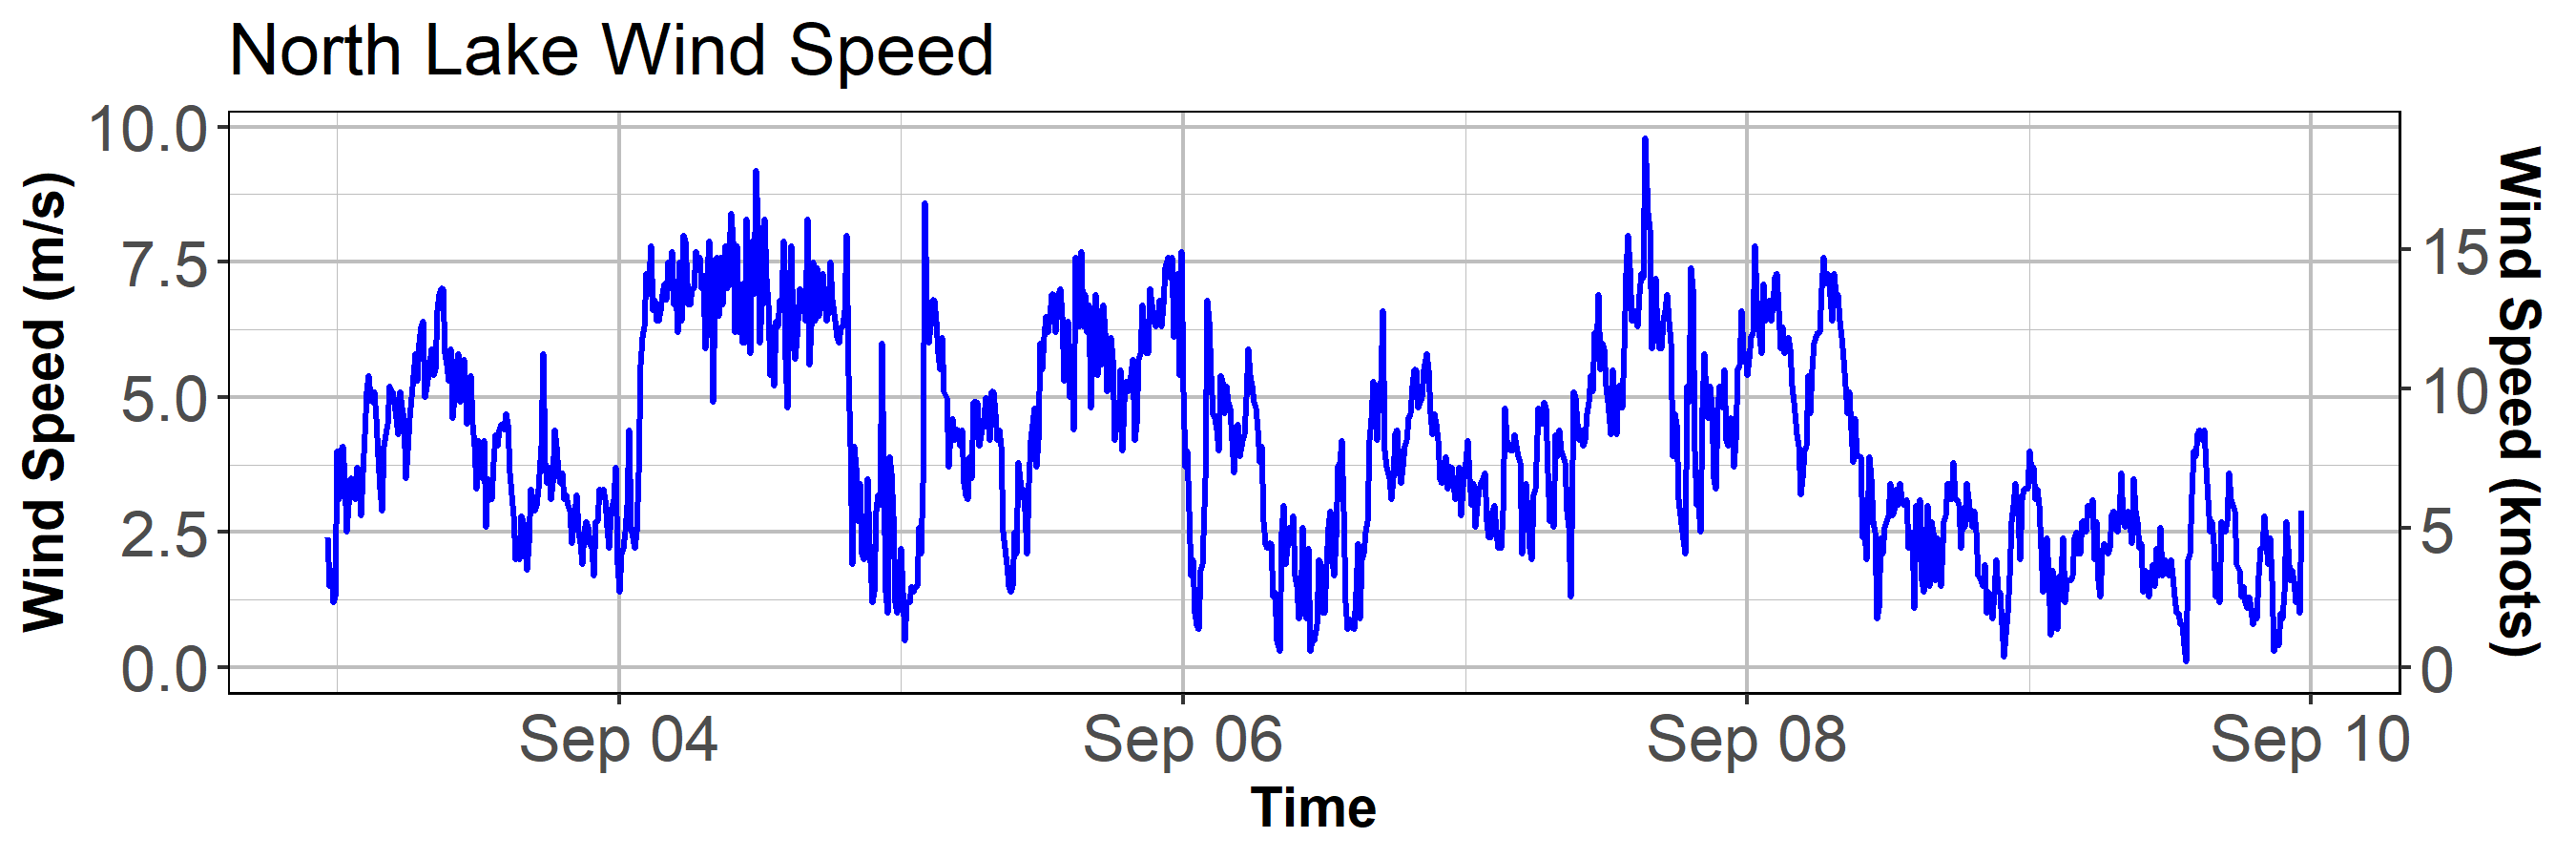 North Lake Wind Speed
10.0
7.5
5.0
2.5
0.0
Wind Speed (m/s)
15
10
5
0
Wind Speed (knots)
Sep 04
Sep 06
Sep 08
Sep 10
Time